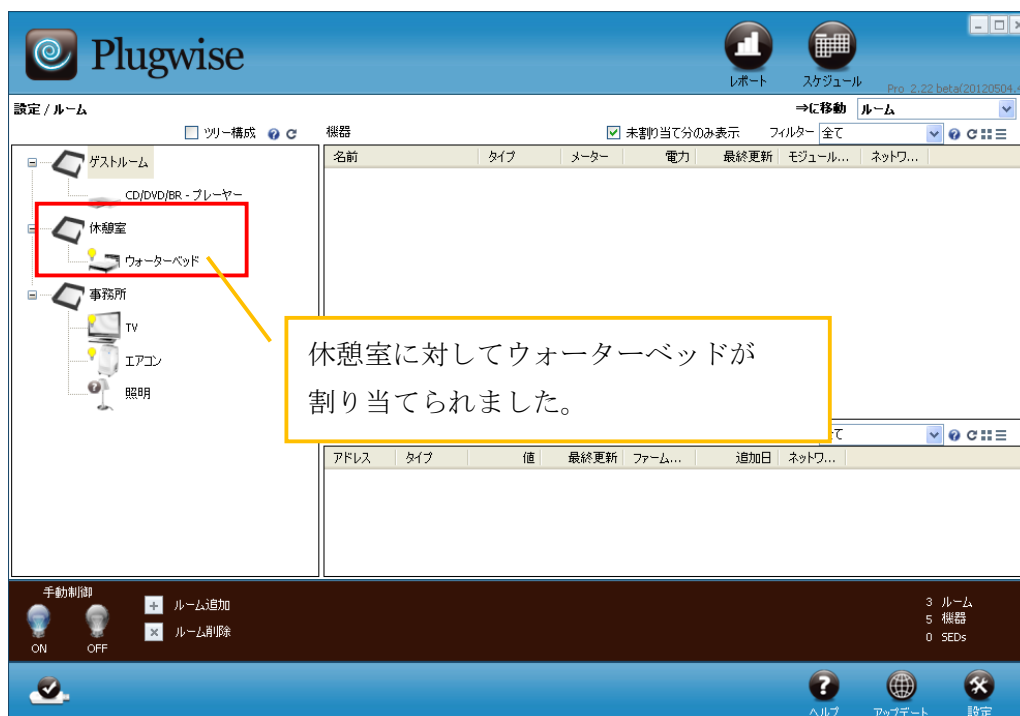 Plugwise
レポート
スケジュール
Pro 2.22 beta(20120504.
設定 / ルーム
⇒に移動 ルーム
ツリー構成
機器
未割り当て分のみ表示
フィルター 全て
名前 タイプ メーター 電力 最終更新 モジュール... ネットワ...
ゲストルーム
CD/DVD/BR - プレーヤー
休憩室
ウォーターベッド
事務所
TV
エアコン
照明
休憩室に対してウォーターベッドが
割り当てられました。
全て
アドレス タイプ 値 最終更新 ファーム... 追加日 ネットワ...
手動制御
ON OFF
ルーム追加
ルーム削除
3 ルーム
5 機器
0 SEDs
ヘルプ
アップデート
設定